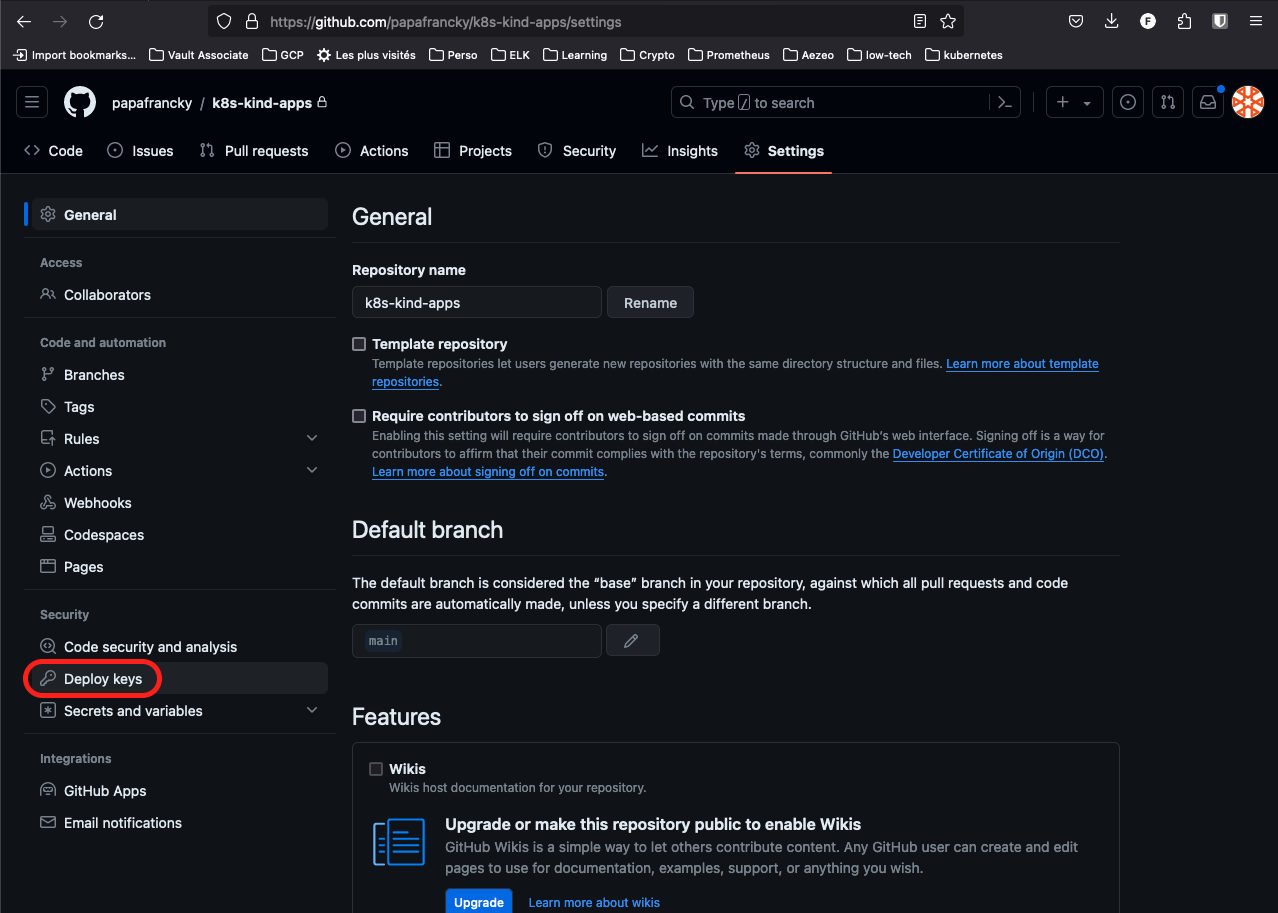 https://github.com/papafrancky/k8s-kind-apps/settings
F
Import bookmarks... Vault Associate GCP Les plus visités Perso ELK Learning Crypto Prometheus Aezeo low-tech kubernetes
papafrancky / k8s-kind-apps
Type / to search
Code Issues Pull requests Actions Projects Security Insights Settings
General
Access
Collaborators
Code and automation
Branches
Tags
Rules
Actions
Webhooks
Codespaces
Pages
Security
Code security and analysis
Deploy keys
Secrets and variables
Integrations
GitHub Apps
Email notifications
General
Repository name
k8s-kind-apps Rename
Template repository
Template repositories let users generate new repositories with the same directory structure and files. Learn more about template
repositories.
Require contributors to sign off on web-based commits
Enabling this setting will require contributors to sign off on commits made through GitHub's web interface. Signing off is a way for
contributors to affirm that their commit complies with the repository's terms, commonly the Developer Certificate of Origin (DCO).
Learn more about signing off on commits.
Default branch
The default branch is considered the “base” branch in your repository, against which all pull requests and code
commits are automatically made, unless you specify a different branch.
main
Features
Wikis
Wikis host documentation for your repository.
Upgrade or make this repository public to enable Wikis
GitHub Wikis is a simple way to let others contribute content. Any GitHub user can create and edit
pages to use for documentation, examples, support, or anything you wish.
Upgrade Learn more about wikis